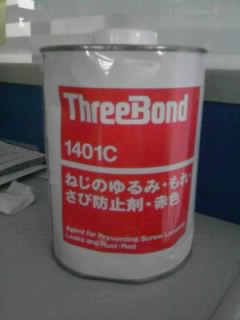 ThreeBond
1401C
ねじのゆるみ・もれ・
さび防止剤・赤色
Agent for Preventing Screw Loosening
Leaks and Rust・Red